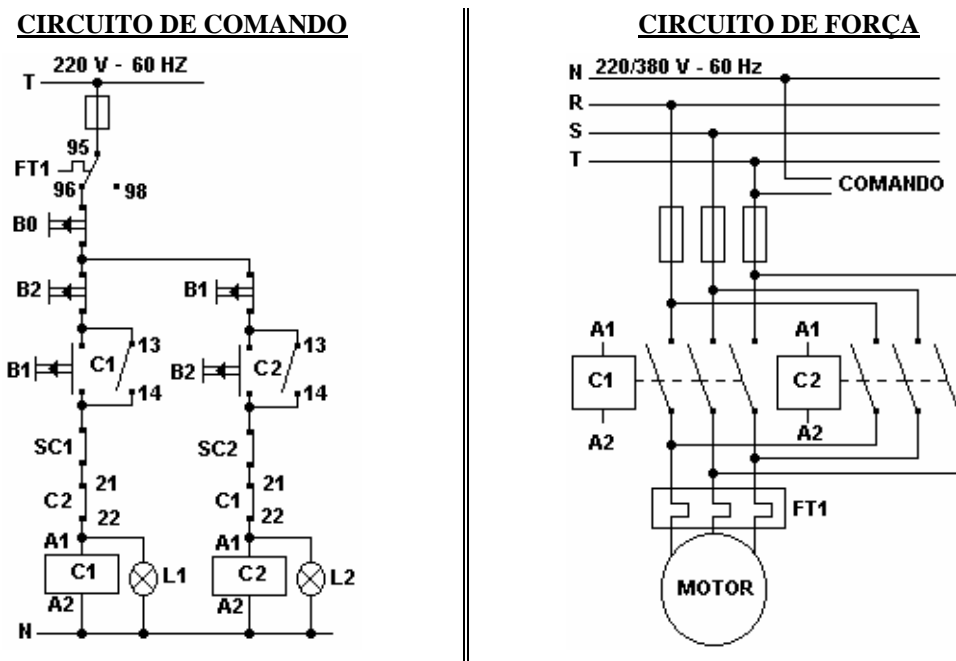 CIRCUITO DE COMANDO
220 V - 60 HZ
T
95
FT1
96
98
B0
B2
B1
13
13
B1
C1
B2
C2
14
14
SC1
SC2
21
21
C2
C1
22
22
A1
A1
C1
L1
C2
L2
A2
A2
N
CIRCUITO DE FORÇA
N 220/380 V - 60 Hz
R
S
T
COMANDO
A1
A1
C1
C2
A2
A2
FT1
MOTOR